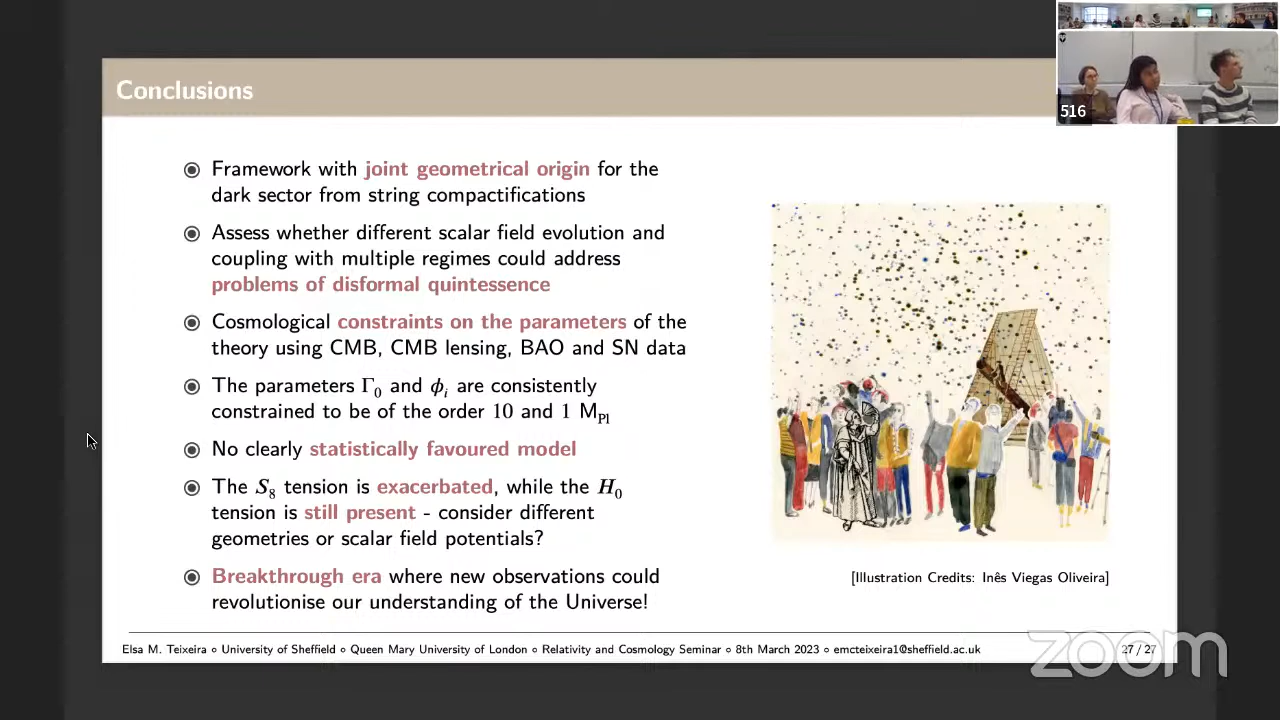 Conclusions
516
Framework with joint geometrical origin for the
dark sector from string compactifications
Assess whether different scalar field evolution and
coupling with multiple regimes could address
problems of disformal quintessence
Cosmological constraints on the parameters of the
theory using CMB, CMB lensing, BAO and SN data
The parameters Γ₀ and ϕᵢ are consistently
constrained to be of the order 10 and 1 M_Pl
No clearly statistically favoured model
The S₈ tension is exacerbated, while the H₀
tension is still present - consider different
geometries or scalar field potentials?
Breakthrough era where new observations could
revolutionise our understanding of the Universe!
[Illustration Credits: Inês Viegas Oliveira]
Elsa M. Teixeira ∘ University of Sheffield ∘ Queen Mary University of London ∘ Relativity and Cosmology Seminar ∘ 8th March 2023 ∘ emcteixeira1@sheffield.ac.uk
27 / 27
zoom